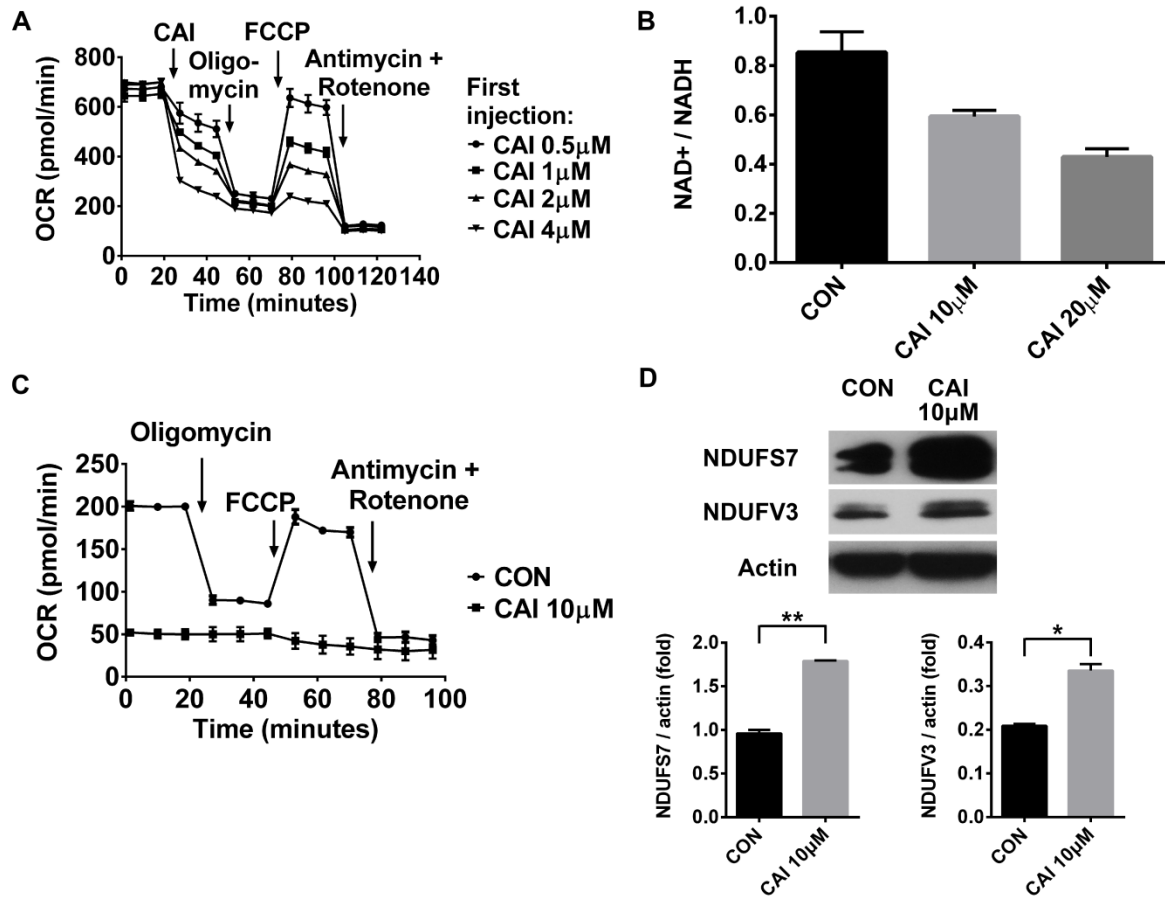 A
CAI
FCCP
Oligo-
mycin
Antimycin +
Rotenone
800
600
400
200
0
OCR (pmol/min)
0 20 40 60 80 100 120 140
Time (minutes)
First
injection:
CAI 0.5μM
CAI 1μM
CAI 2μM
CAI 4μM
B
1.0
0.8
0.6
0.4
0.2
0.0
NAD+ / NADH
CON
CAI 10μM
CAI 20μM
C
Oligomycin
FCCP
Antimycin +
Rotenone
250
200
150
100
50
0
OCR (pmol/min)
0 20 40 60 80 100
Time (minutes)
CON
CAI 10μM
D
CON
CAI
10μM
NDUFS7
NDUFV3
Actin
**
2.0
1.5
1.0
0.5
0.0
NDUFS7 / actin (fold)
CON
CAI 10μM
*
0.4
0.3
0.2
0.1
0.0
NDUFV3 / actin (fold)
CON
CAI 10μM